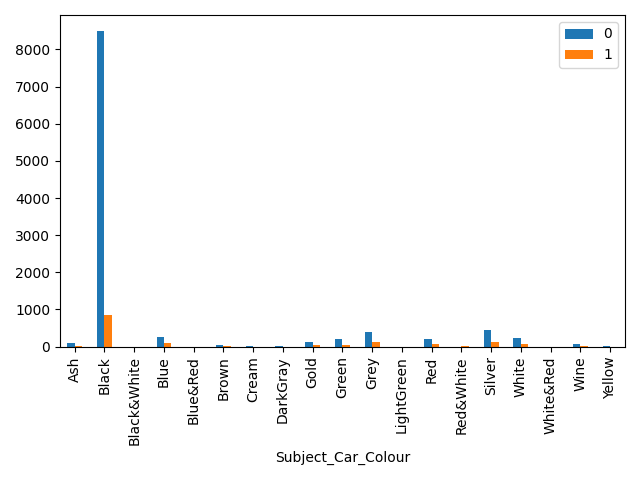 0
1
8000
7000
6000
5000
4000
3000
2000
1000
0
Ash
Black
Black&White
Blue
Blue&Red
Brown
Cream
DarkGray
Gold
Green
Grey
LightGreen
Red
Red&White
Silver
White
White&Red
Wine
Yellow
Subject_Car_Colour